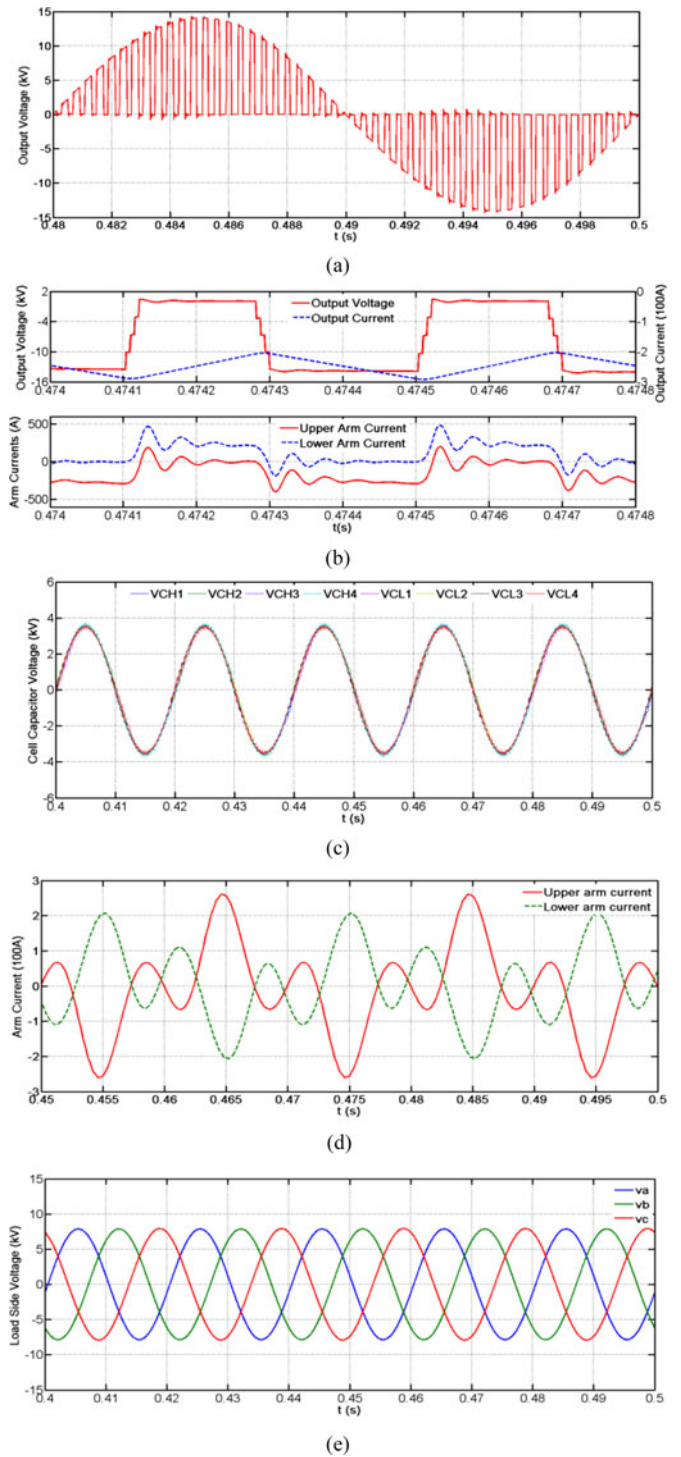 15
10
5
0
-5
-10
-15
Output Voltage (kV)
0.48 0.482 0.484 0.486 0.488 0.49 0.492 0.494 0.496 0.498 0.5
t (s)
(a)
2
-4
-10
-16
Output Voltage (kV)
Output Voltage
Output Current
0
-1
-2
-3
Output Current (100A)
0.474 0.4741 0.4742 0.4743 0.4744 0.4745 0.4746 0.4747 0.4748
500
0
-500
Arm Currents (A)
Upper Arm Current
Lower Arm Current
0.474 0.4741 0.4742 0.4743 0.4744 0.4745 0.4746 0.4747 0.4748
t(s)
(b)
6
4
2
0
-2
-4
-6
Cell Capacitor Voltage (kV)
VCH1 VCH2 VCH3 VCH4 VCL1 VCL2 VCL3 VCL4
0.4 0.41 0.42 0.43 0.44 0.45 0.46 0.47 0.48 0.49 0.5
t (s)
(c)
3
2
1
0
-1
-2
-3
Arm Current (100A)
Upper arm current
Lower arm current
0.45 0.455 0.46 0.465 0.47 0.475 0.48 0.485 0.49 0.495 0.5
t (s)
(d)
15
10
5
0
-5
-10
-15
Load Side Voltage (kV)
va
vb
vc
0.4 0.41 0.42 0.43 0.44 0.45 0.46 0.47 0.48 0.49 0.5
t (s)
(e)